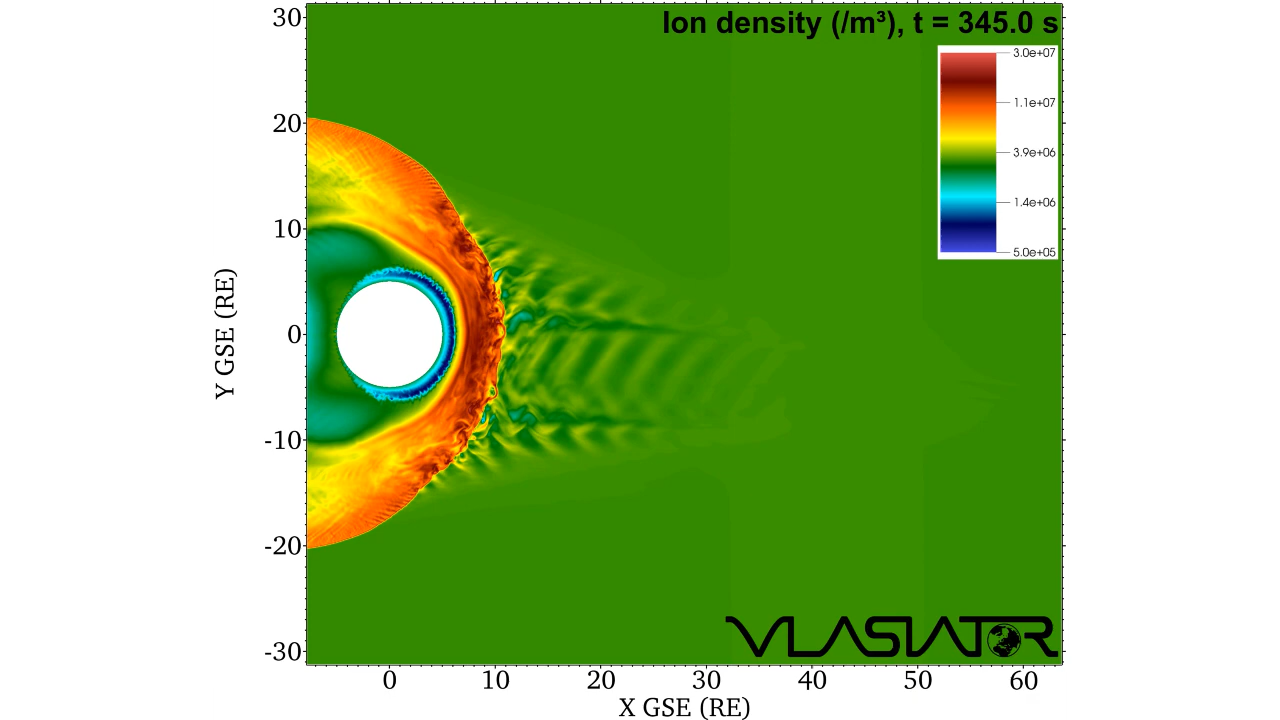 Ion density (/m³), t = 345.0 s
3.0e+07
1.1e+07
3.9e+06
1.4e+06
5.0e+05
30
20
10
0
-10
-20
-30
Y GSE (RE)
0 10 20 30 40 50 60
X GSE (RE)
VLASIATOR